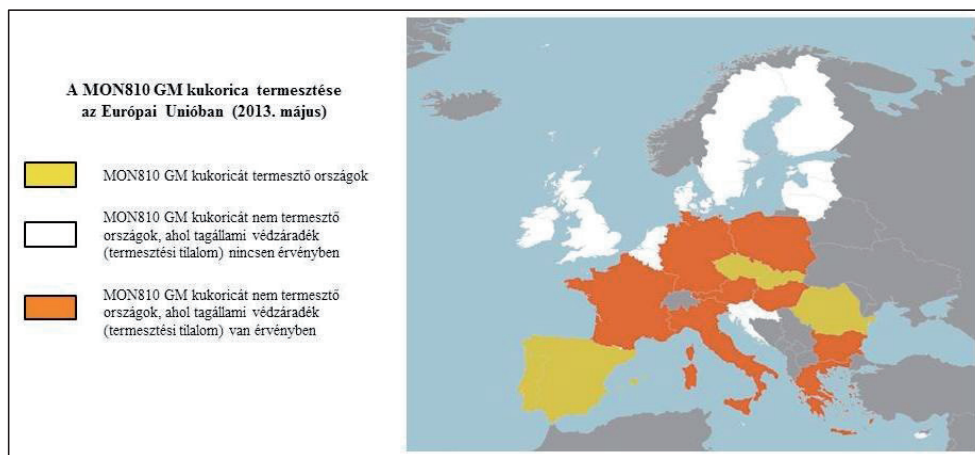 A MON810 GM kukorica termesztése
az Európai Unióban (2013. május)
MON810 GM kukoricát termesztő országok
MON810 GM kukoricát nem termesztő
országok, ahol tagállami védzáradék
(termesztési tilalom) nincsen érvényben
MON810 GM kukoricát nem termesztő
országok, ahol tagállami védzáradék
(termesztési tilalom) van érvényben